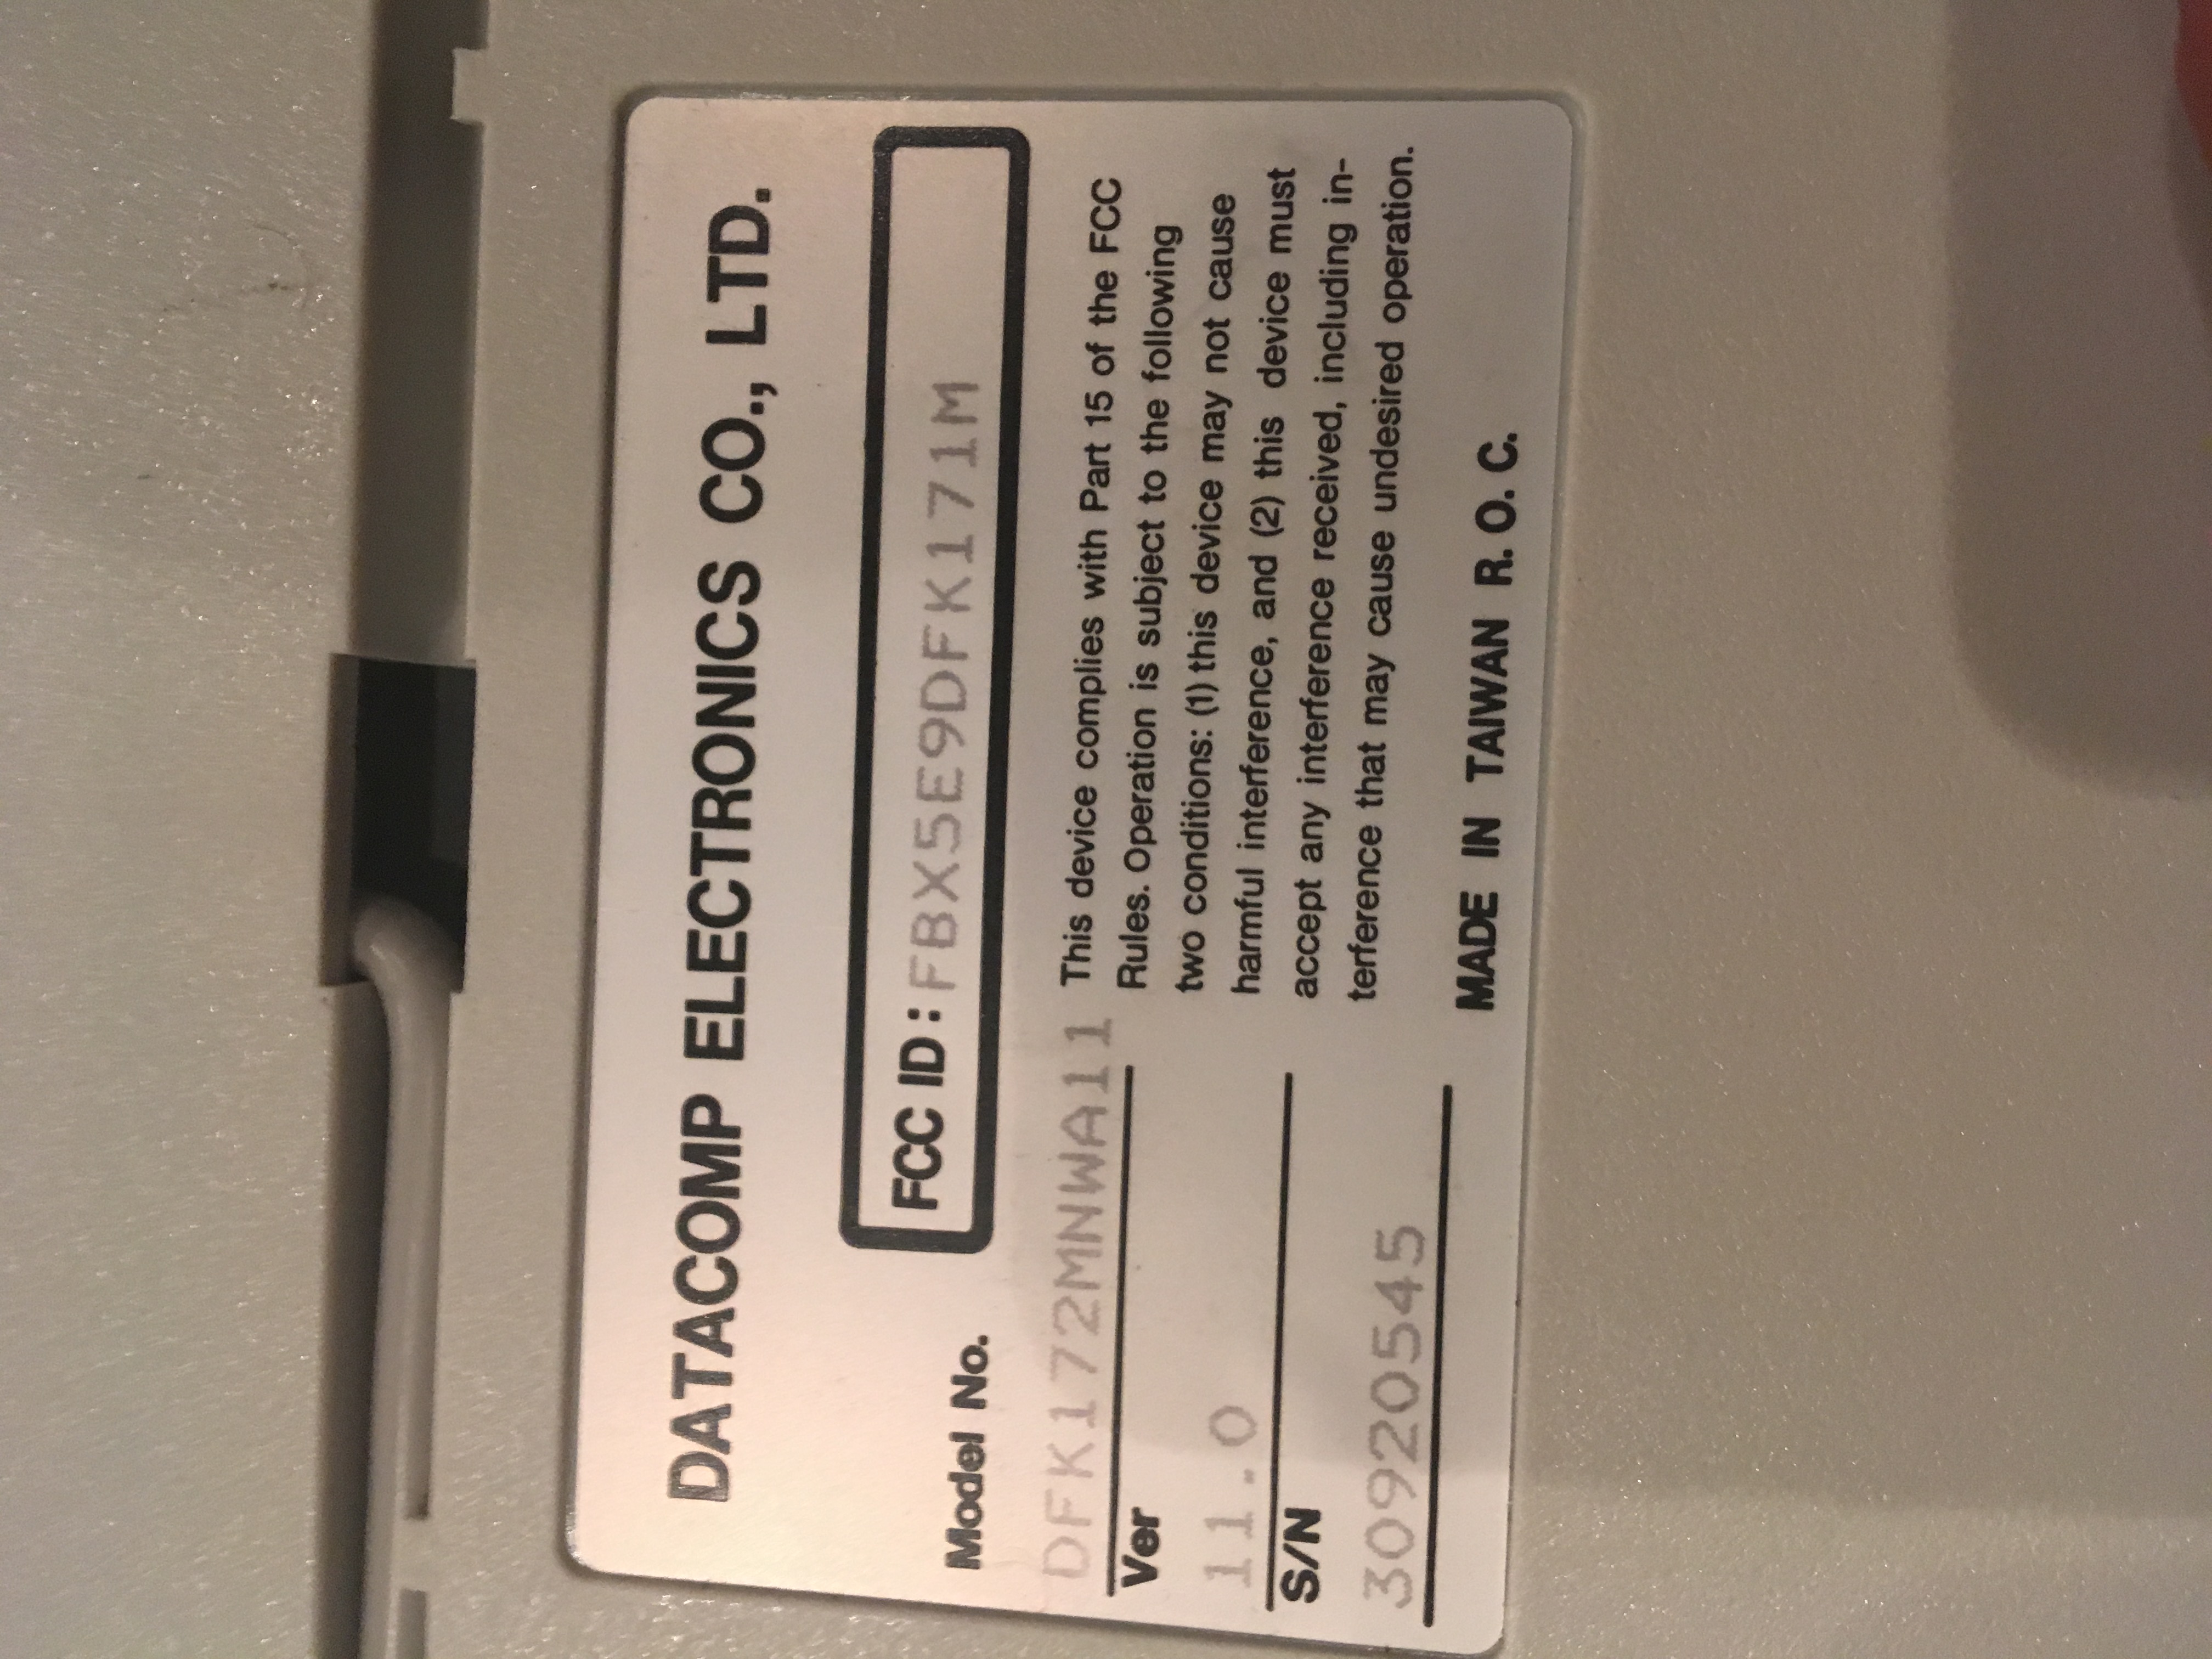 DATACOMP ELECTRONICS CO., LTD.
FCC ID: FBX5E9DFK171M
Model No.
DFK172MNWA11
Ver
11.0
S/N
309205545
This device complies with Part 15 of the FCC
Rules. Operation is subject to the following
two conditions: (1) this device may not cause
harmful interference, and (2) this device must
accept any interference received, including in-
terference that may cause undesired operation.
MADE IN TAIWAN R. O. C.